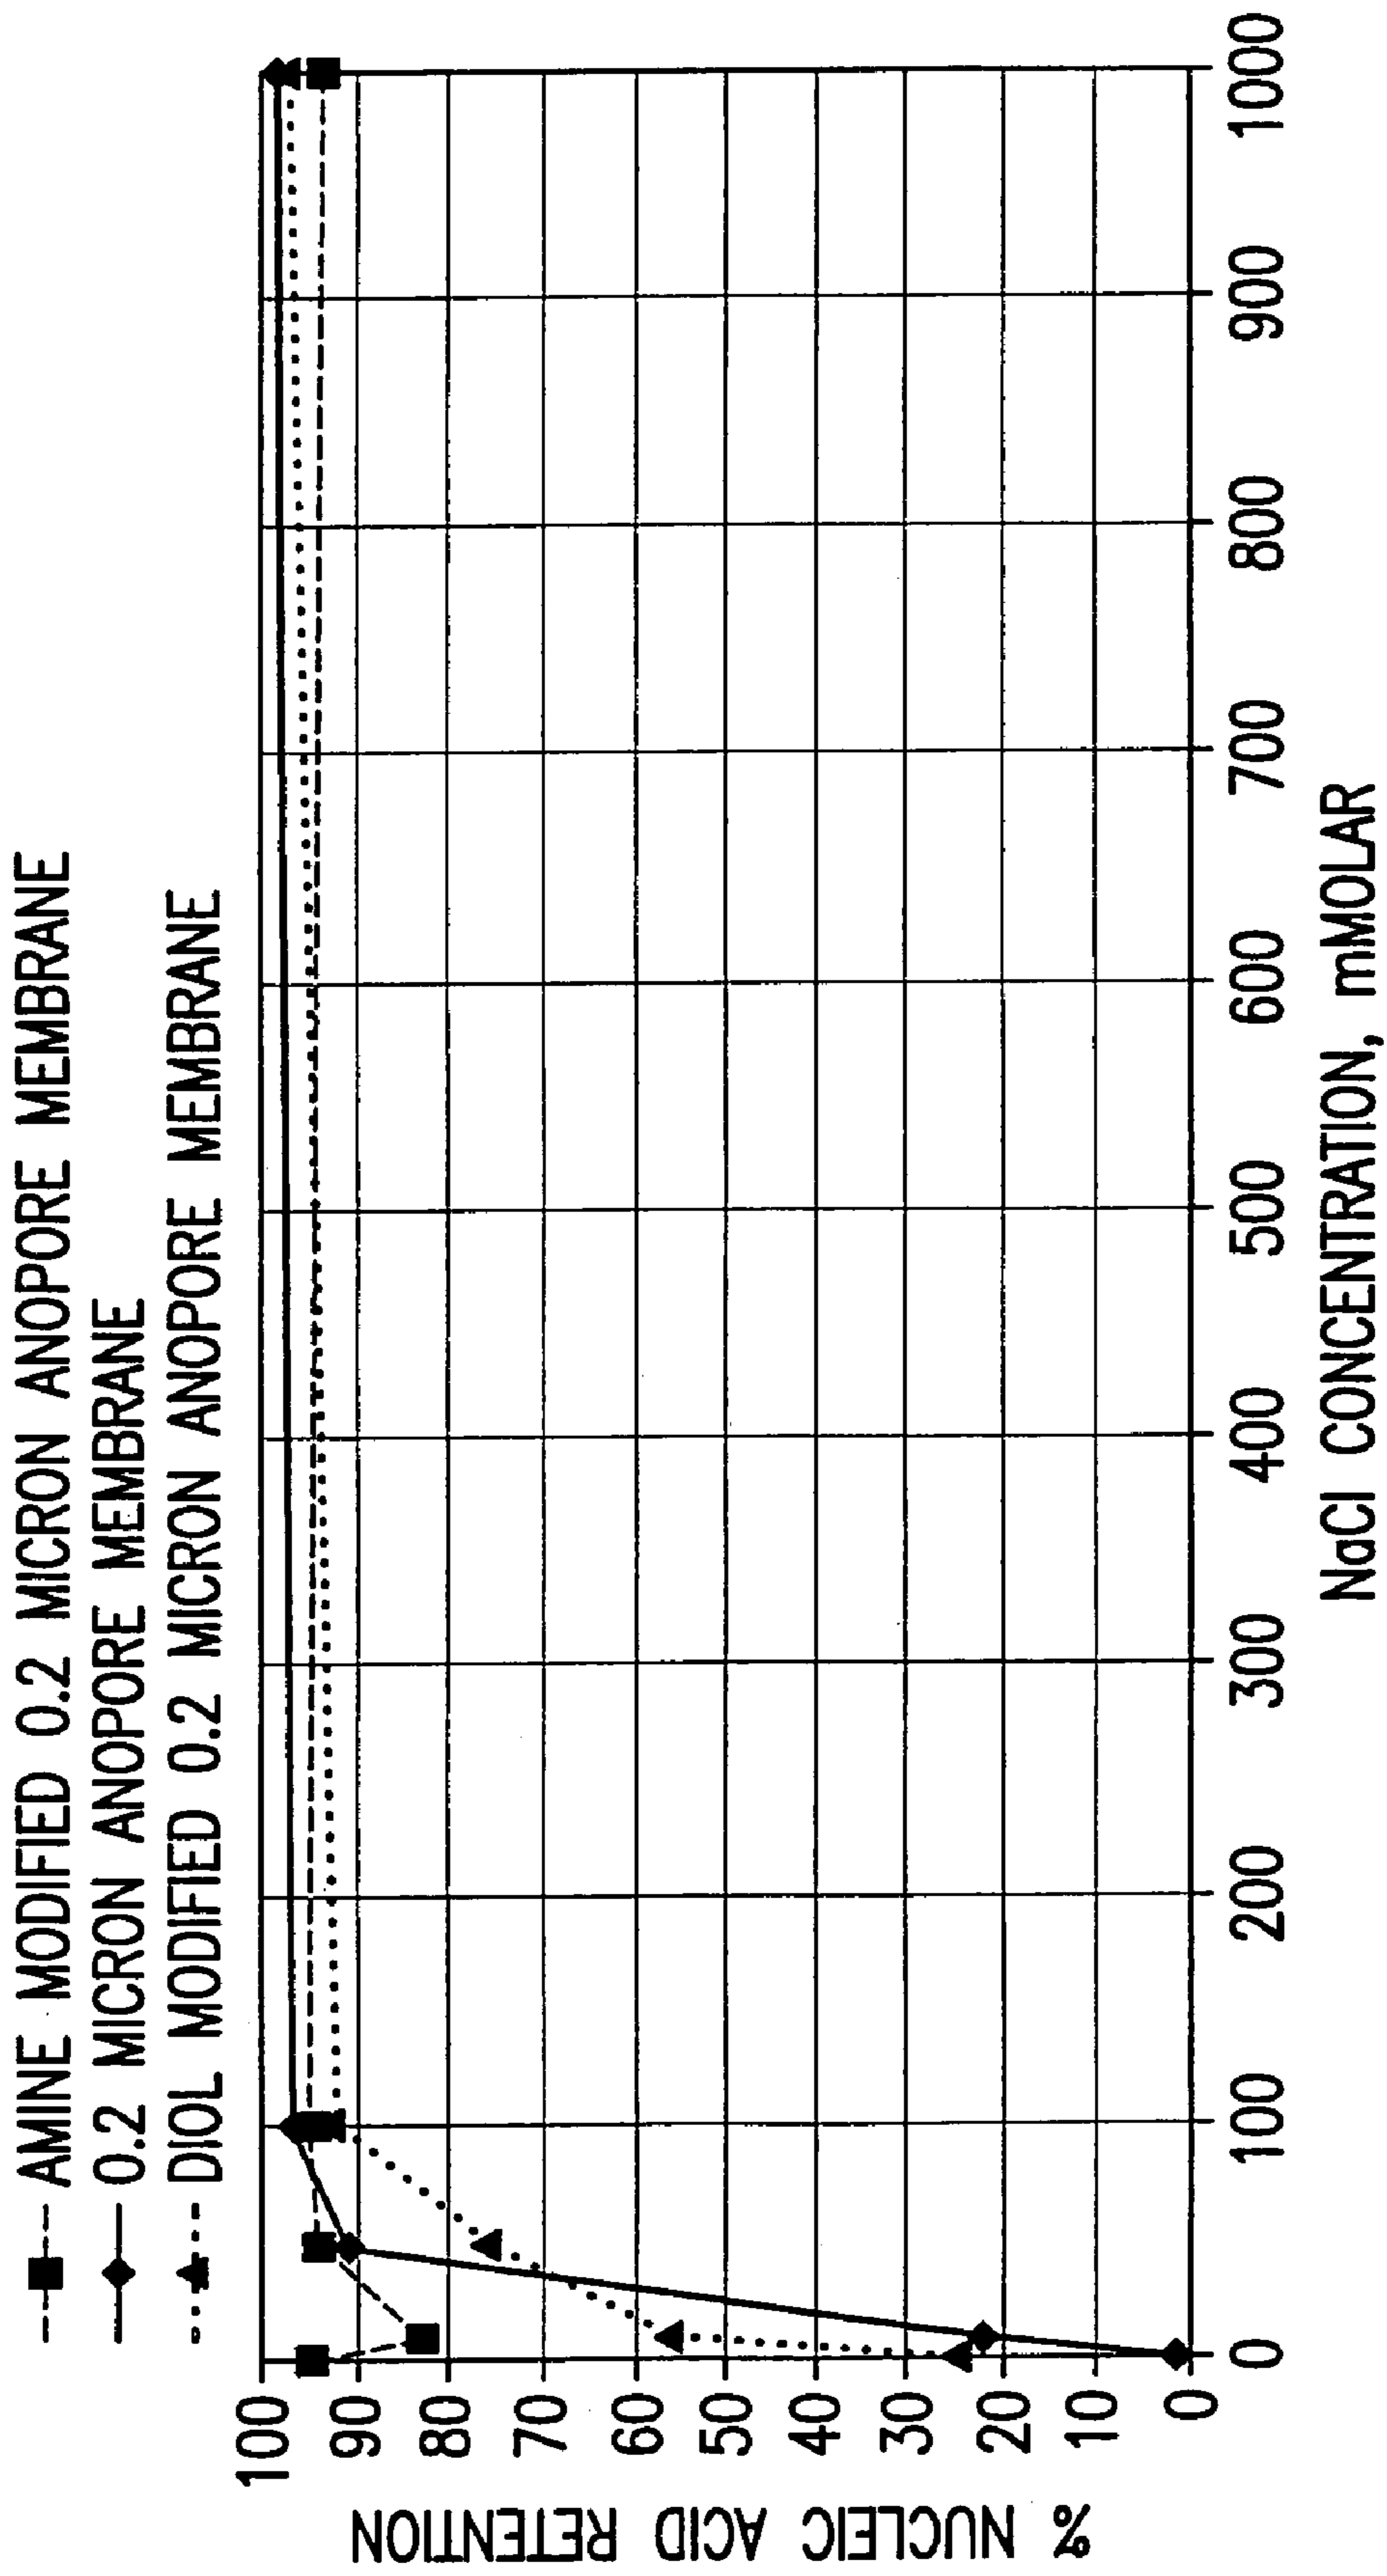 AMINE MODIFIED 0.2 MICRON ANOPORE MEMBRANE
0.2 MICRON ANOPORE MEMBRANE
DIOL MODIFIED 0.2 MICRON ANOPORE MEMBRANE
% NUCLEIC ACID RETENTION
100
90
80
70
60
50
40
30
20
10
0
0 100 200 300 400 500 600 700 800 900 1000
NaCl CONCENTRATION, mMOLAR